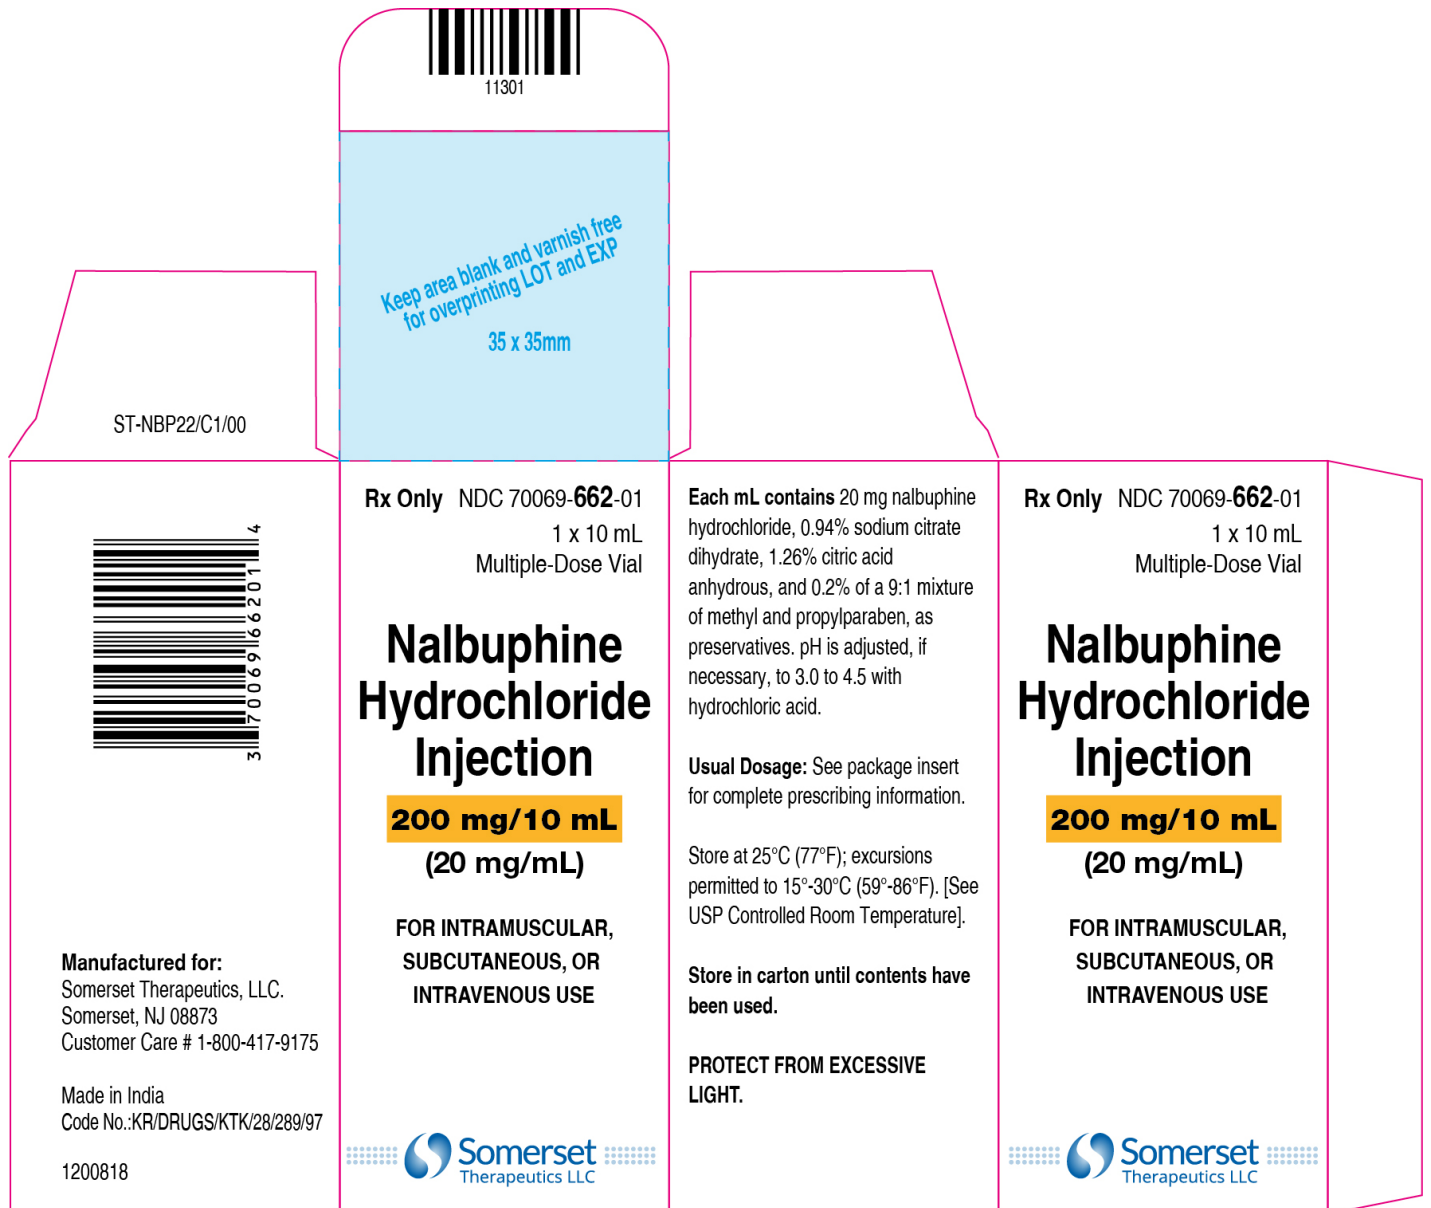 11301
Keep area blank and varnish free
for overprinting LOT and EXP
35 x 35mm
ST-NBP22/C1/00
3 70069 66201 4
Manufactured for:
Somerset Therapeutics, LLC.
Somerset, NJ 08873
Customer Care # 1-800-417-9175
Made in India
Code No.:KR/DRUGS/KTK/28/289/97
1200818
Rx Only NDC 70069-662-01
1 x 10 mL
Multiple-Dose Vial
Nalbuphine
Hydrochloride
Injection
200 mg/10 mL
(20 mg/mL)
FOR INTRAMUSCULAR,
SUBCUTANEOUS, OR
INTRAVENOUS USE
Somerset
Therapeutics LLC
Each mL contains 20 mg nalbuphine
hydrochloride, 0.94% sodium citrate
dihydrate, 1.26% citric acid
anhydrous, and 0.2% of a 9:1 mixture
of methyl and propylparaben, as
preservatives. pH is adjusted, if
necessary, to 3.0 to 4.5 with
hydrochloric acid.
Usual Dosage: See package insert
for complete prescribing information.
Store at 25°C (77°F); excursions
permitted to 15°-30°C (59°-86°F). [See
USP Controlled Room Temperature].
Store in carton until contents have
been used.
PROTECT FROM EXCESSIVE
LIGHT.
Rx Only NDC 70069-662-01
1 x 10 mL
Multiple-Dose Vial
Nalbuphine
Hydrochloride
Injection
200 mg/10 mL
(20 mg/mL)
FOR INTRAMUSCULAR,
SUBCUTANEOUS, OR
INTRAVENOUS USE
Somerset
Therapeutics LLC